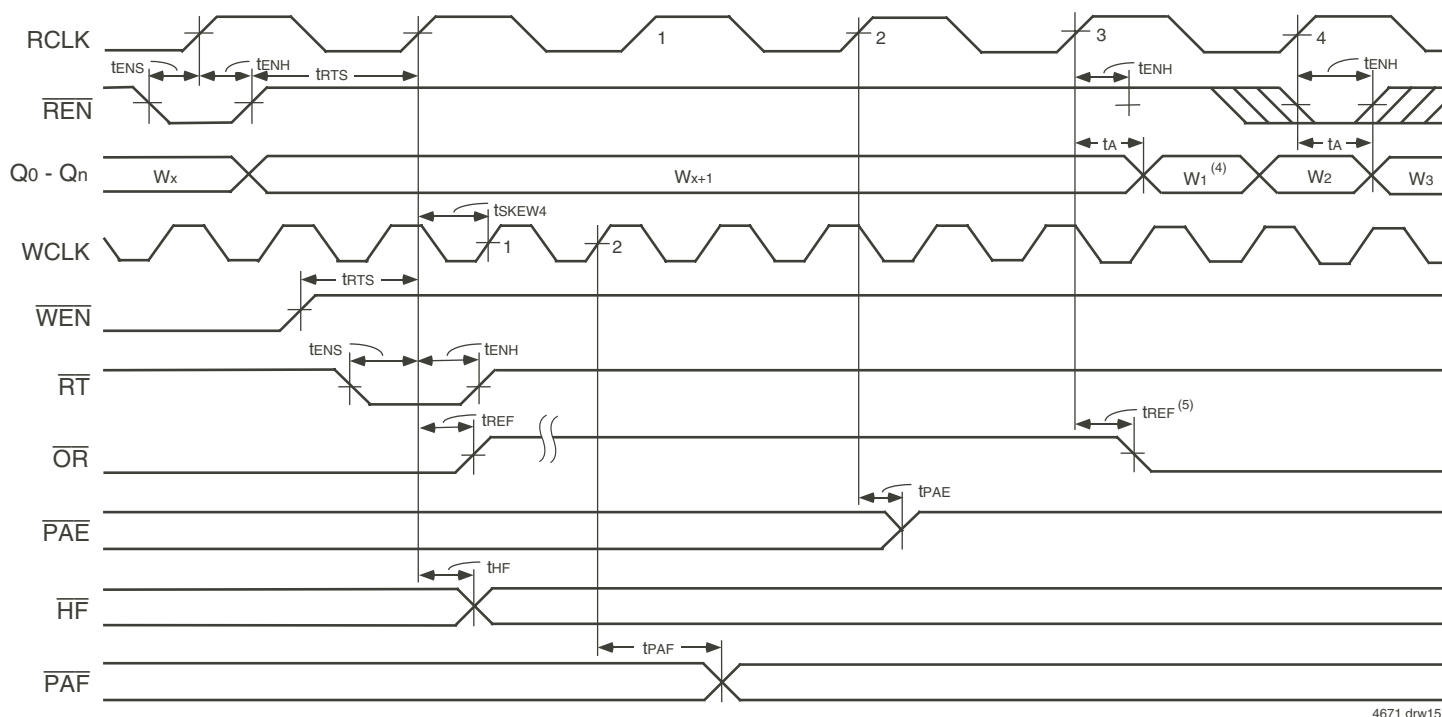 RCLK 1 2 3 4
tENS tENH tRTS tENH tENH
REN
tA tA
Q0 - Qn Wx Wx+1 W1 (4) W2 W3
tSKEW4
WCLK 1 2
tRTS
WEN
tENS tENH
RT
tREF tREF (5)
OR
tPAE
PAE
tHF
HF
tPAF
PAF
4671 drw15